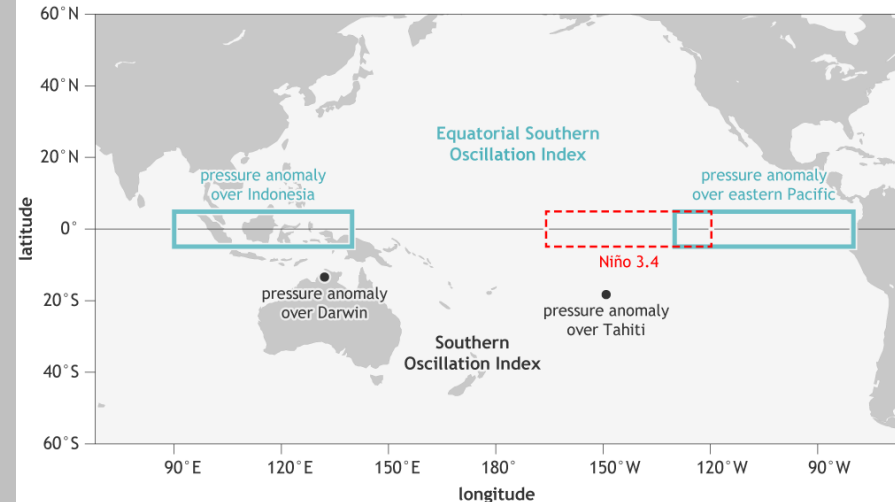 60°N
40°N
20°N
0°
20°S
40°S
60°S
latitude
Equatorial Southern
Oscillation Index
pressure anomaly
over Indonesia
pressure anomaly
over eastern Pacific
Niño 3.4
pressure anomaly
over Darwin
pressure anomaly
over Tahiti
Southern
Oscillation Index
90°E
120°E
150°E
180°
150°W
120°W
90°W
longitude